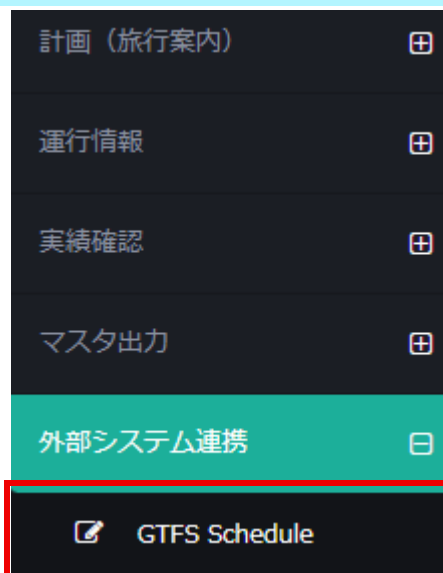 計画（旅行案内）
運行情報
実績確認
マスタ出力
外部システム連携
GTFS Schedule